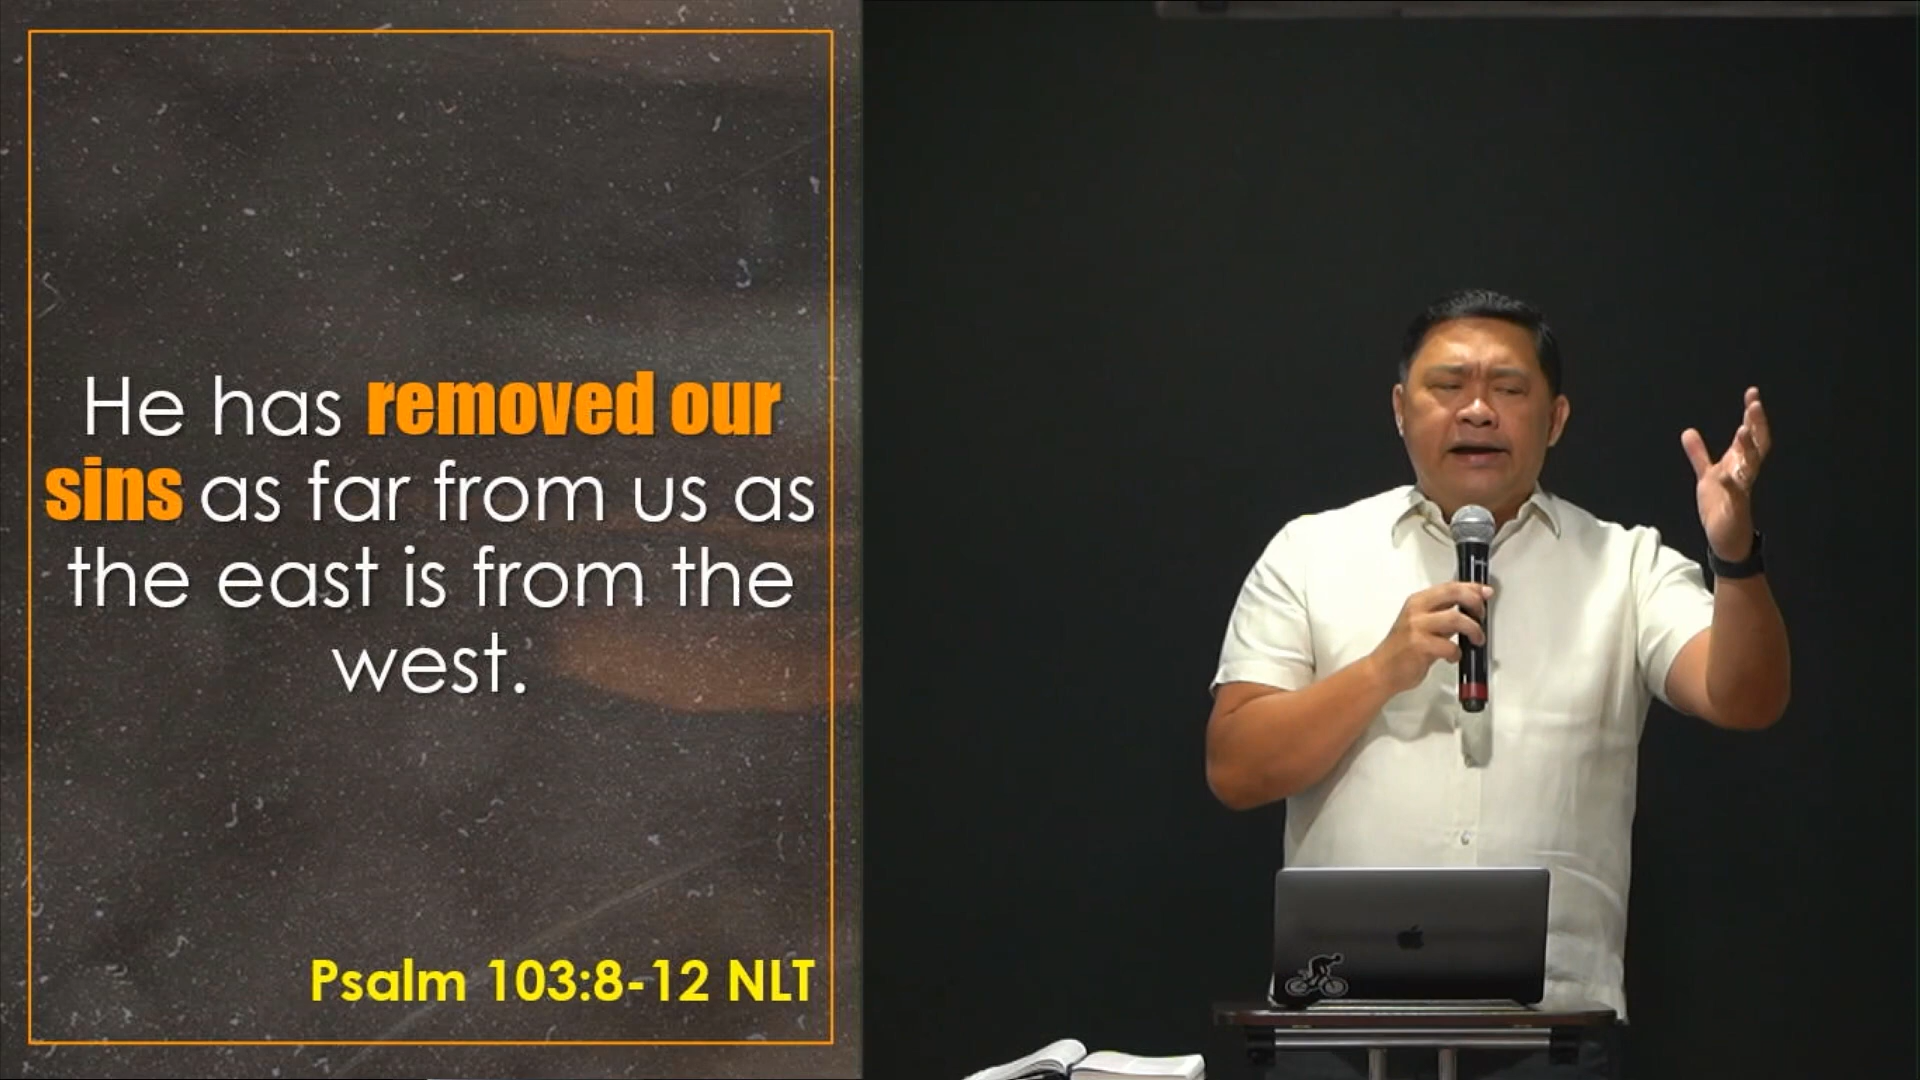 He has removed our
sins as far from us as
the east is from the
west.
Psalm 103:8-12 NLT